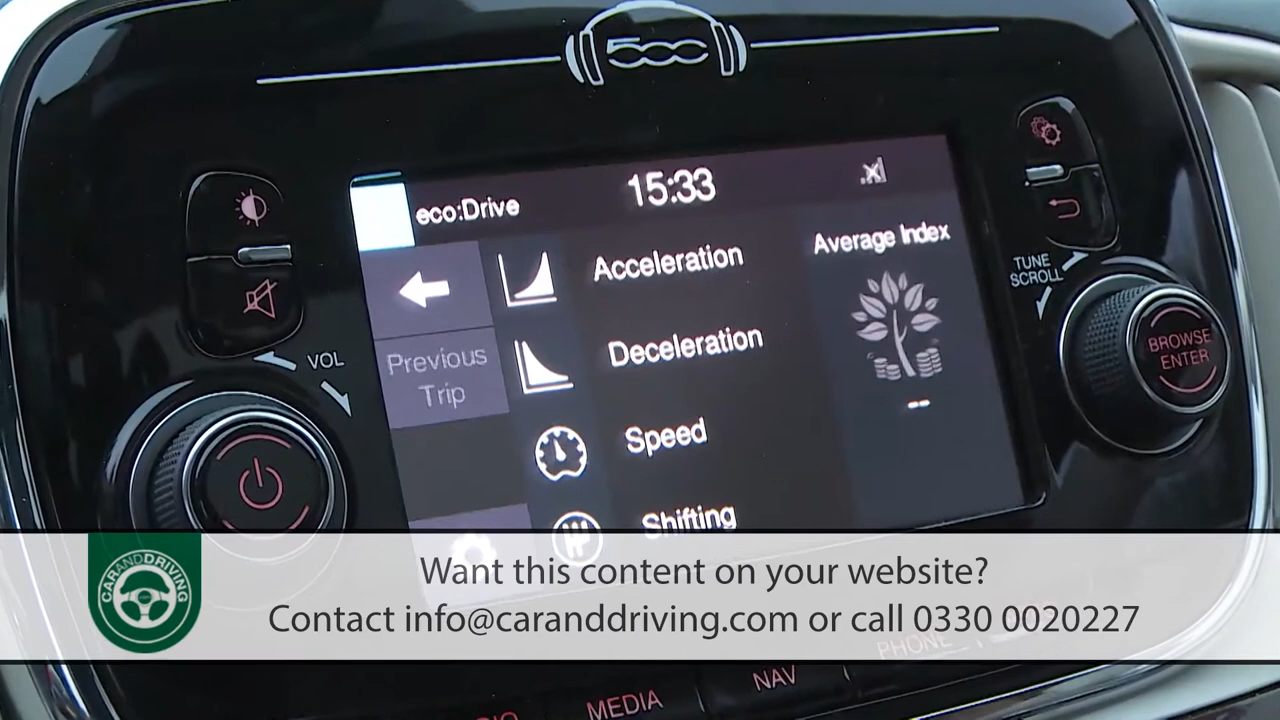 500
eco:Drive
15:33
Average Index
Acceleration
Deceleration
Previous
Trip
Speed
Shifting
--
VOL
TUNE
SCROLL
BROWSE
ENTER
CARANDDRIVING
Want this content on your website?
Contact info@caranddriving.com or call 0330 0020227
MEDIA
NAV
PHONE